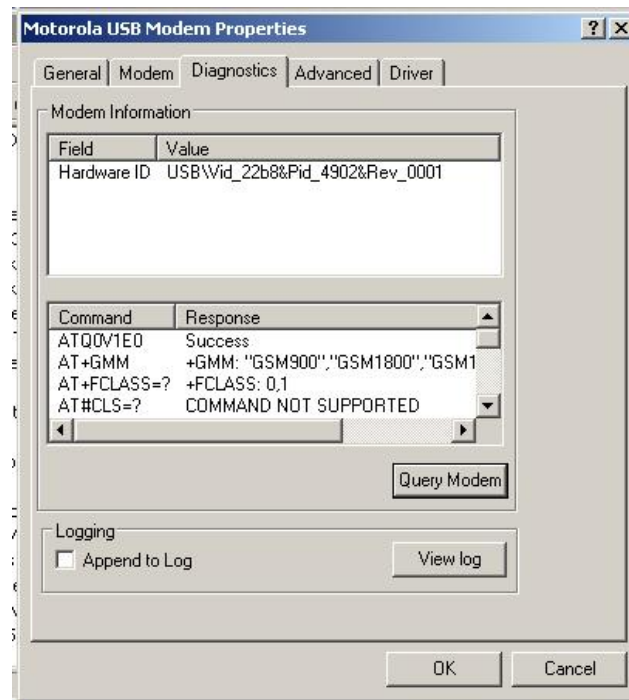 Motorola USB Modem Properties
General Modem Diagnostics Advanced Driver
Modem Information
Field Value
Hardware ID USB\Vid_22b8&Pid_4902&Rev_0001
Command Response
ATQ0V1E0 Success
AT+GMM +GMM: "GSM900","GSM1800","GSM1
AT+FCLASS=? +FCLASS: 0,1
AT#CLS=? COMMAND NOT SUPPORTED
Query Modem
Logging
Append to Log View log
OK Cancel